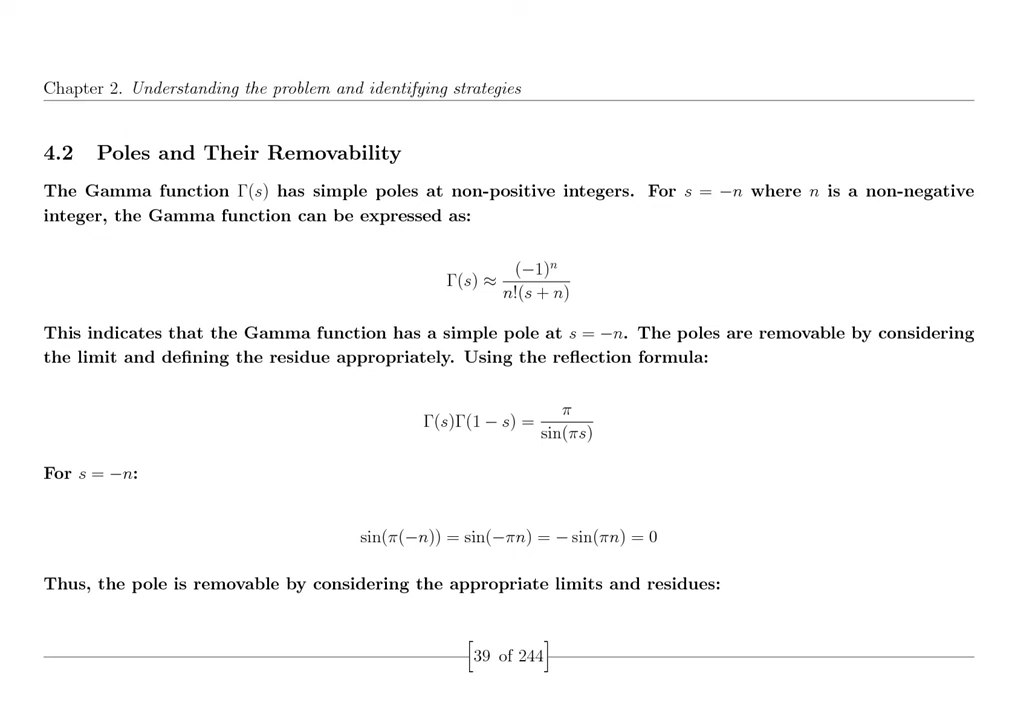 Chapter 2. Understanding the problem and identifying strategies
4.2 Poles and Their Removability
The Gamma function Γ(s) has simple poles at non-positive integers. For s = −n where n is a non-negative
integer, the Gamma function can be expressed as:
Γ(s) ≈ (−1)^n / n!(s + n)
This indicates that the Gamma function has a simple pole at s = −n. The poles are removable by considering
the limit and defining the residue appropriately. Using the reflection formula:
Γ(s)Γ(1 − s) = π / sin(πs)
For s = −n:
sin(π(−n)) = sin(−πn) = − sin(πn) = 0
Thus, the pole is removable by considering the appropriate limits and residues:
[39 of 244]